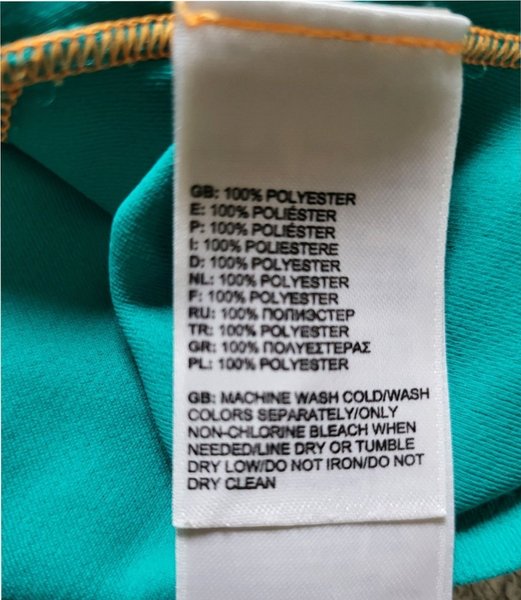 GB: 100% POLYESTER
E: 100% POLIÉSTER
P: 100% POLIÉSTER
I: 100% POLIESTERE
D: 100% POLYESTER
NL: 100% POLYESTER
F: 100% POLYESTER
RU: 100% ПОПИЭСТЕР
TR: 100% POLYESTER
GR: 100% ΠΟΛΥΕΣΤΕΡΑΣ
PL: 100% POLYESTER
GB: MACHINE WASH COLD/WASH
COLORS SEPARATELY/ONLY
NON-CHLORINE BLEACH WHEN
NEEDED/LINE DRY OR TUMBLE
DRY LOW/DO NOT IRON/DO NOT
DRY CLEAN